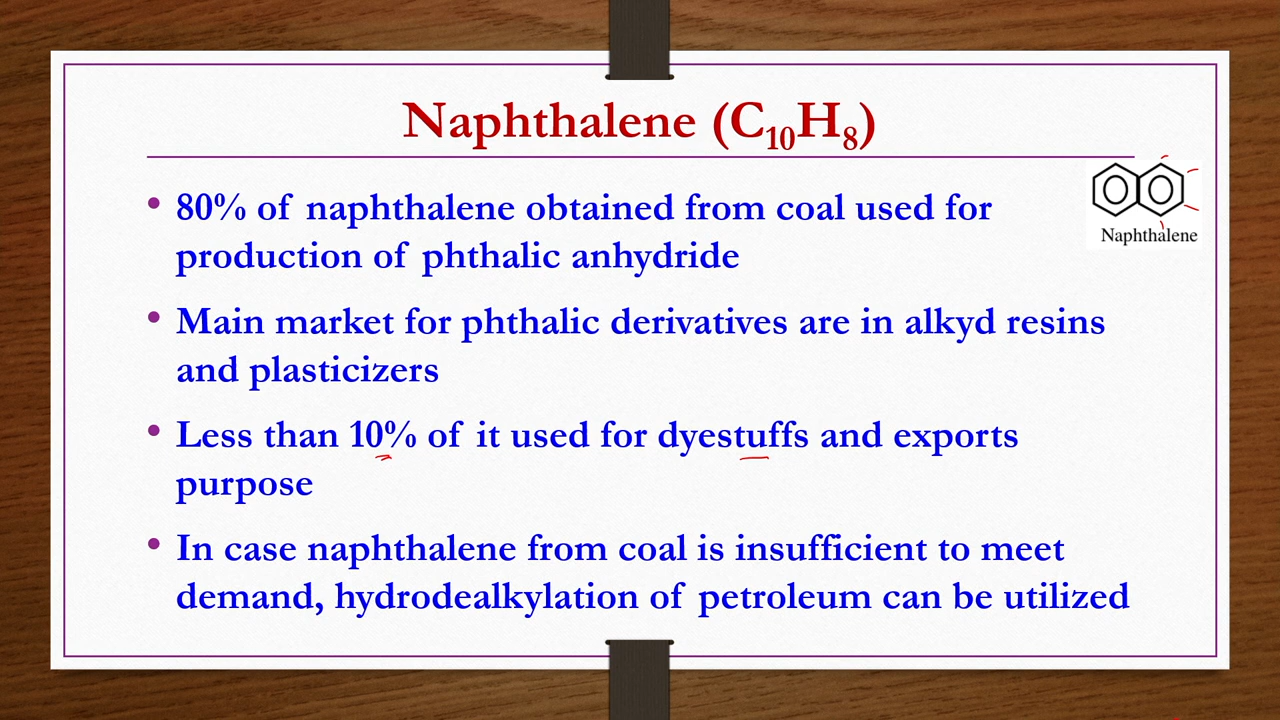 Naphthalene (C₁₀H₈)
• 80% of naphthalene obtained from coal used for
production of phthalic anhydride
Naphthalene
• Main market for phthalic derivatives are in alkyd resins
and plasticizers
• Less than 10% of it used for dyestuffs and exports
purpose
• In case naphthalene from coal is insufficient to meet
demand, hydrodealkylation of petroleum can be utilized